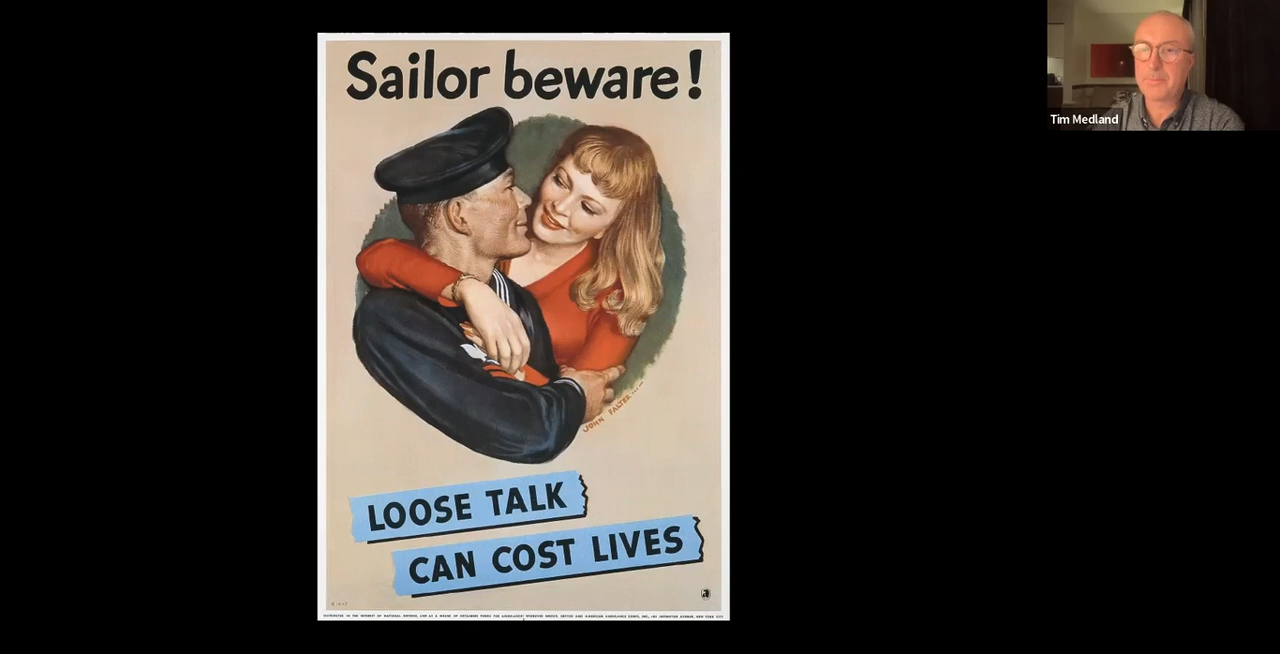 Sailor beware!
Tim Medland
JOHN FALTER
LOOSE TALK
CAN COST LIVES